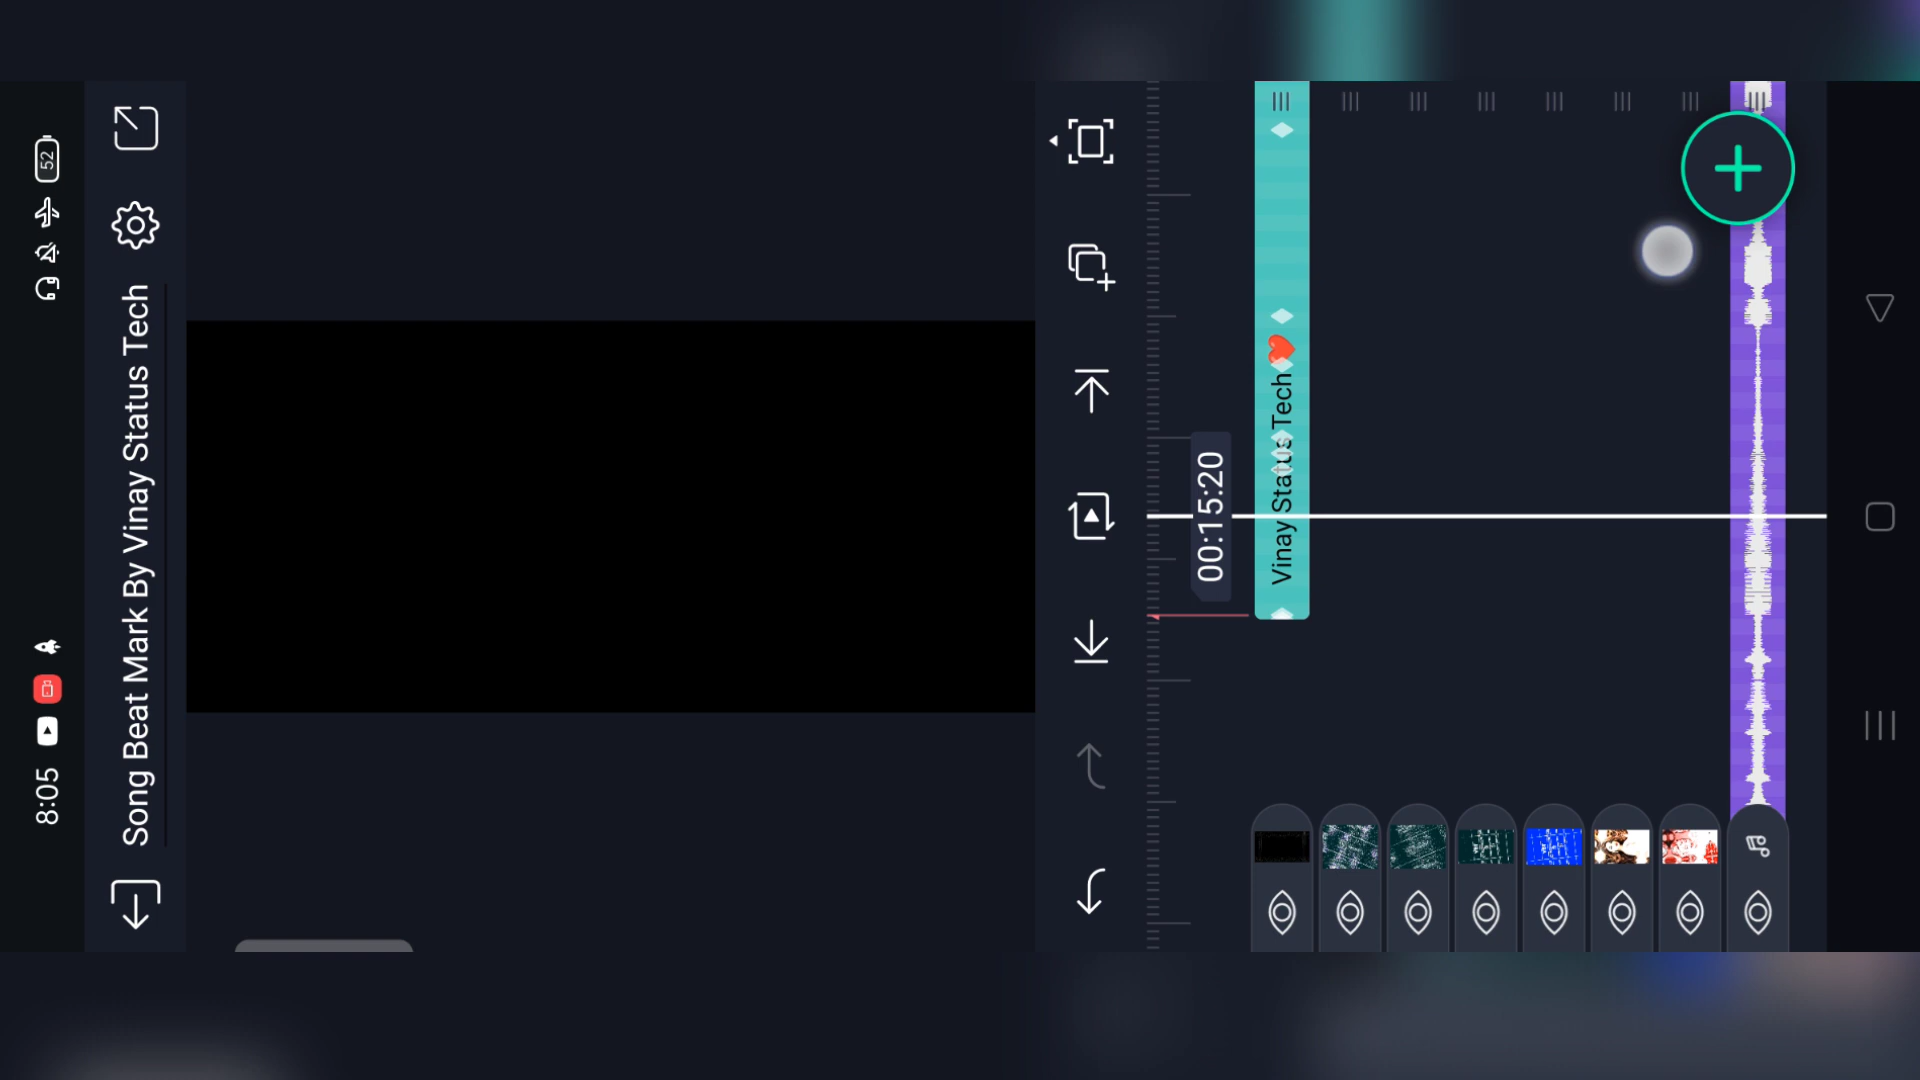 8:05
52
Song Beat Mark By Vinay Status Tech
00:15:20
Vinay Status Tech❤️